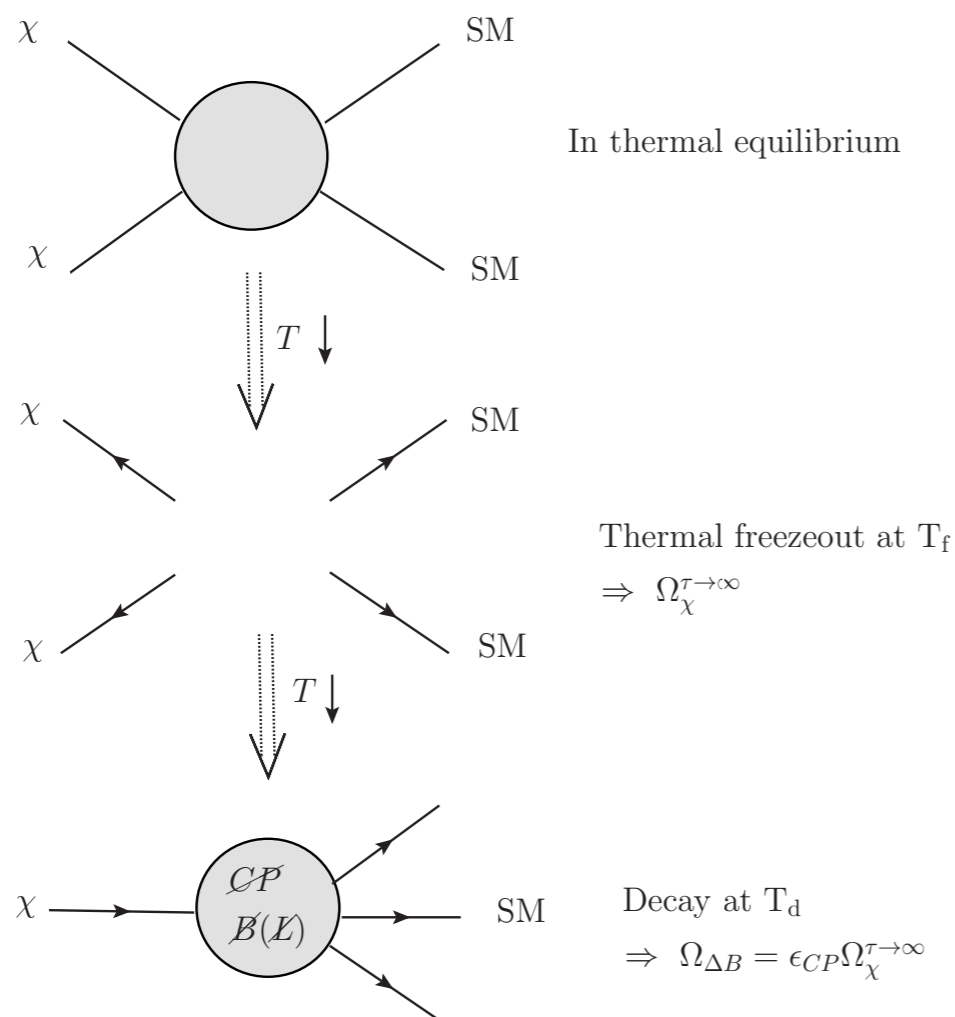 χ SM
In thermal equilibrium
χ SM
T ↓
χ SM
Thermal freezeout at T_f
⇒ Ω_χ^{τ→∞}
χ SM
T ↓
C̸P̸
χ SM
B̸(L̸)
Decay at T_d
⇒ Ω_{ΔB} = ϵ_{CP}Ω_χ^{τ→∞}